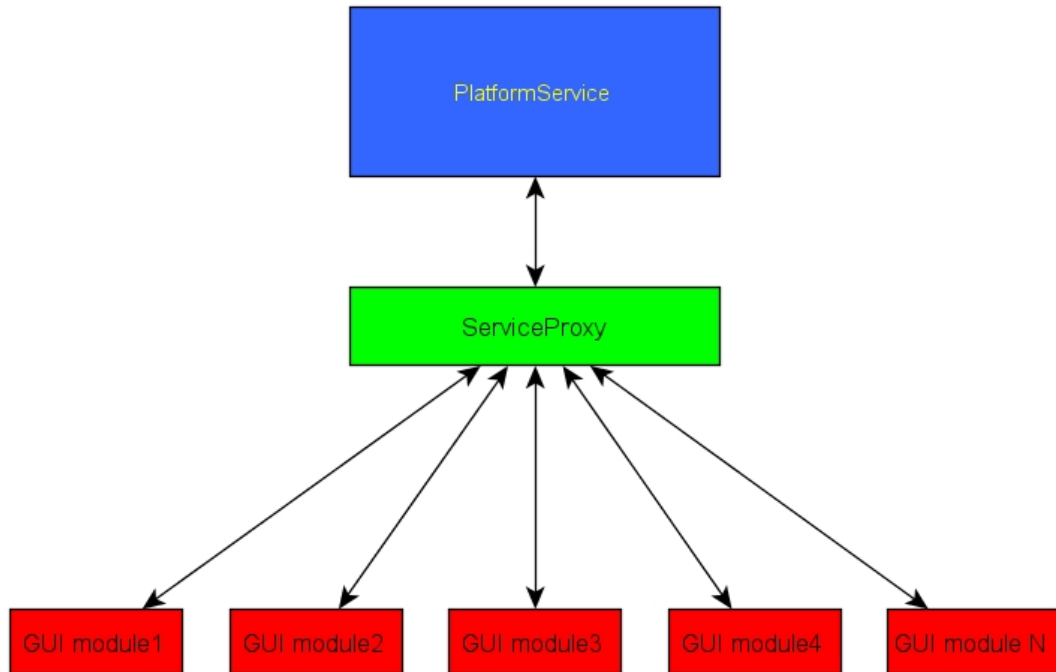 PlatformService
ServiceProxy
GUI module1
GUI module2
GUI module3
GUI module4
GUI module N